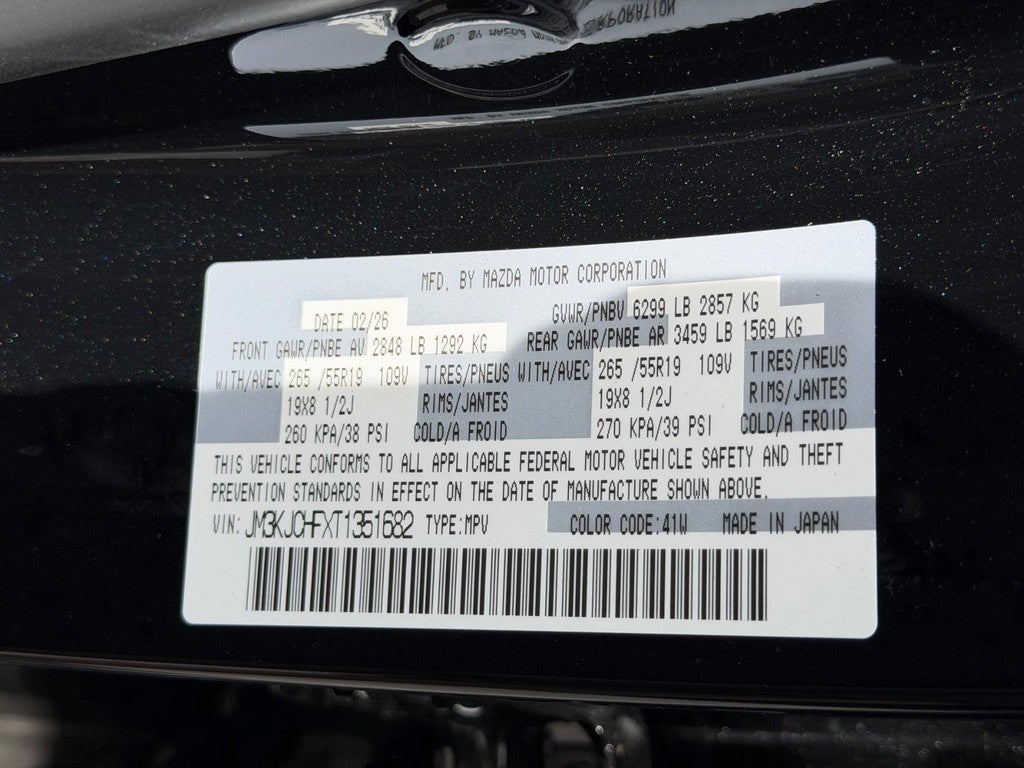 MFD. BY MAZDA MOTOR CORPORATION
DATE 02/26 GVWR/PNBV 6299 LB 2857 KG
FRONT GAWR/PNBE AV 2848 LB 1292 KG REAR GAWR/PNBE AR 3459 LB 1569 KG
WITH/AVEC 265 /55R19 109V TIRES/PNEUS WITH/AVEC 265 /55R19 109V TIRES/PNEUS
19X8 1/2J RIMS/JANTES 19X8 1/2J RIMS/JANTES
260 KPA/38 PSI COLD/A FROID 270 KPA/39 PSI COLD/A FROID
THIS VEHICLE CONFORMS TO ALL APPLICABLE FEDERAL MOTOR VEHICLE SAFETY AND THEFT
PREVENTION STANDARDS IN EFFECT ON THE DATE OF MANUFACTURE SHOWN ABOVE.
VIN: JM3KJCHFXT1351682 TYPE:MPV COLOR CODE:41W MADE IN JAPAN